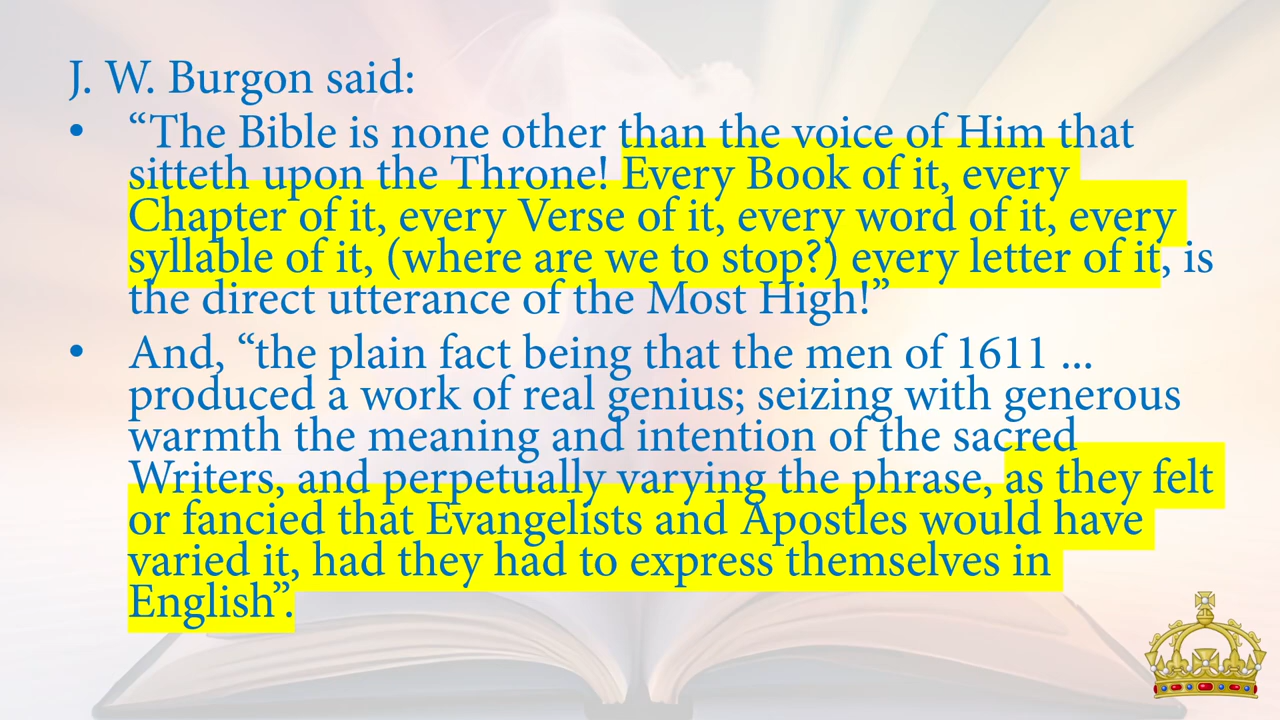 J. W. Burgon said:
• “The Bible is none other than the voice of Him that
sitteth upon the Throne! Every Book of it, every
Chapter of it, every Verse of it, every word of it, every
syllable of it, (where are we to stop?) every letter of it, is
the direct utterance of the Most High!”
• And, “the plain fact being that the men of 1611 ...
produced a work of real genius; seizing with generous
warmth the meaning and intention of the sacred
Writers, and perpetually varying the phrase, as they felt
or fancied that Evangelists and Apostles would have
varied it, had they had to express themselves in
English”.